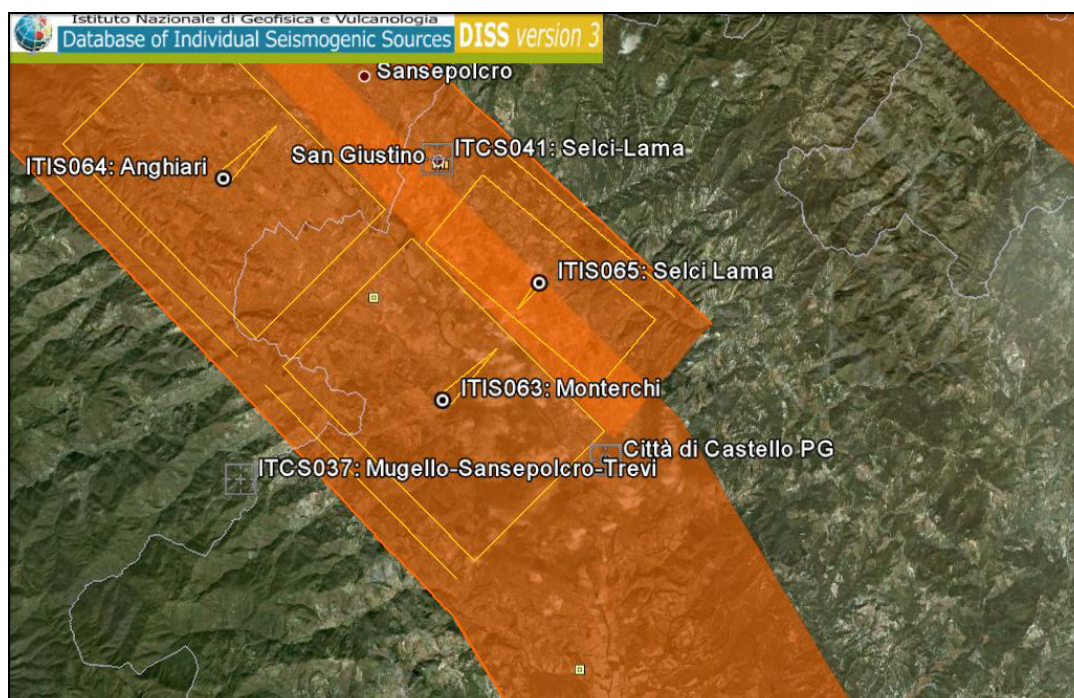 Istituto Nazionale di Geofisica e Vulcanologia
Database of Individual Seismogenic Sources DISS version 3
Sansepolcro
San Giustino
ITCS041: Selci-Lama
ITIS064: Anghiari
ITIS065: Selci Lama
ITIS063: Monterchi
Città di Castello PG
ITCS037: Mugello-Sansepolcro-Trevi